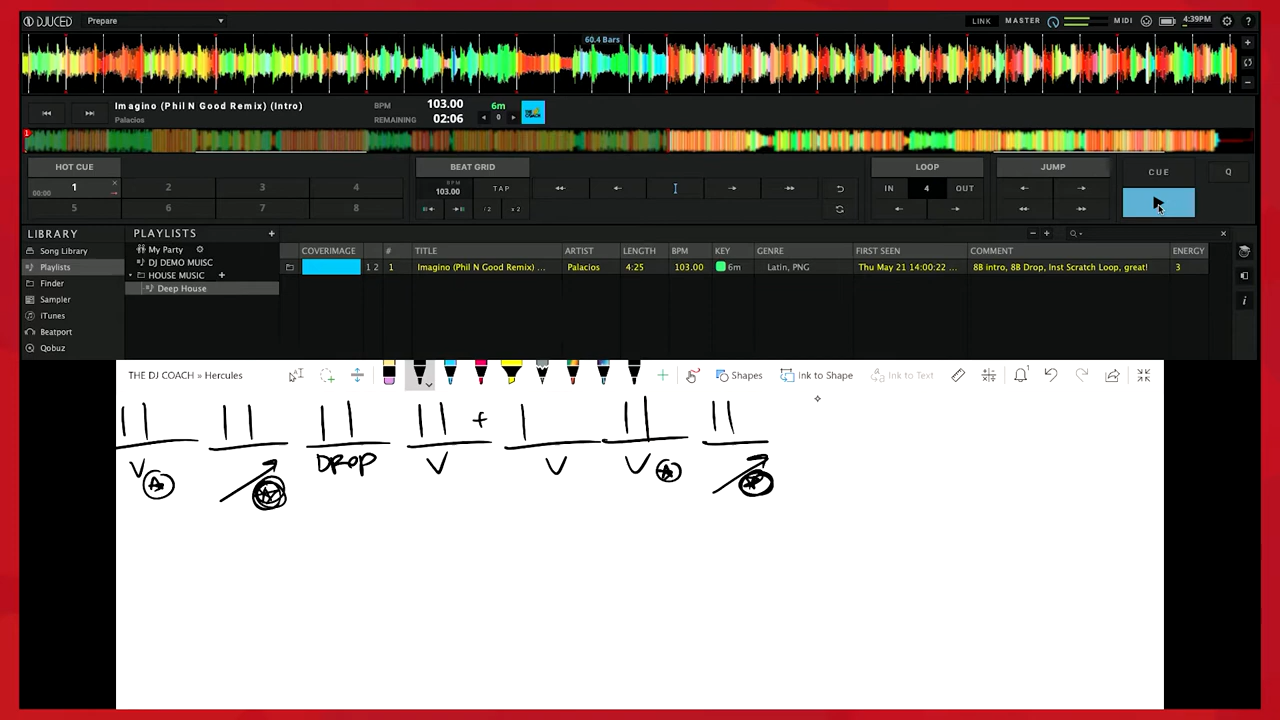 DJUCED Prepare LINK MASTER MIDI 4:39PM ?
60.4 Bars
Imagino (Phil N Good Remix) (Intro) BPM 103.00 6m
Palacios REMAINING 02:06 0
1
HOT CUE BEAT GRID LOOP JUMP CUE Q
1 2 3 4 BPM 103.00 TAP IN 4 OUT
00:00
5 6 7 8 /2 x2
LIBRARY PLAYLISTS +
Song Library My Party COVERIMAGE # TITLE ARTIST LENGTH BPM KEY GENRE FIRST SEEN COMMENT ENERGY
Playlists DJ DEMO MUISC 1 2 1 Imagino (Phil N Good Remix) ... Palacios 4:25 103.00 6m Latin, PNG Thu May 21 14:00:22 ... 8B intro, 8B Drop, Inst Scratch Loop, great! 3
Finder HOUSE MUSIC +
Sampler Deep House
iTunes
Beatport
Qobuz
THE DJ COACH » Hercules Shapes Ink to Shape Ink to Text
|| || || || + | || ||
V DROP V V V